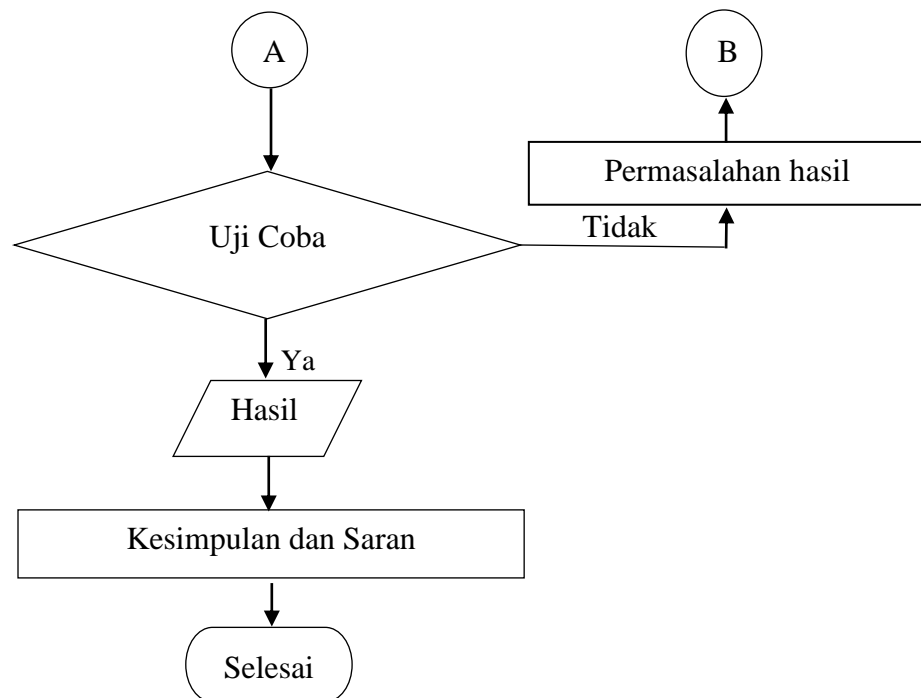 A
B
Permasalahan hasil
Uji Coba
Tidak
Ya
Hasil
Kesimpulan dan Saran
Selesai